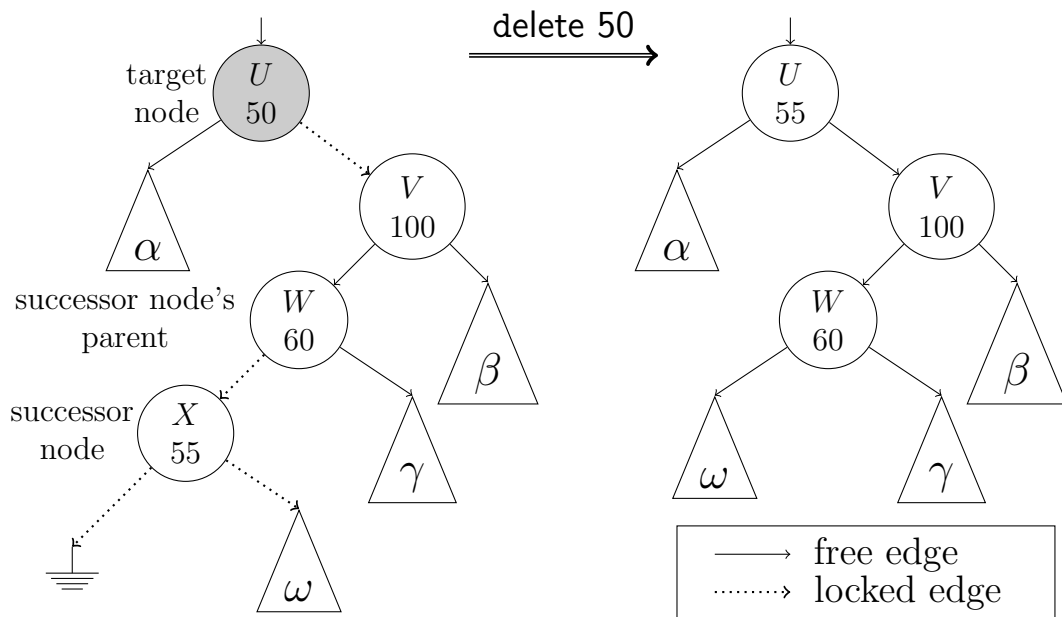 delete 50
target
node
U
50
α
V
100
successor node's
parent
W
60
β
successor
node
X
55
γ
ω
U
55
α
V
100
W
60
β
ω
γ
free edge
locked edge